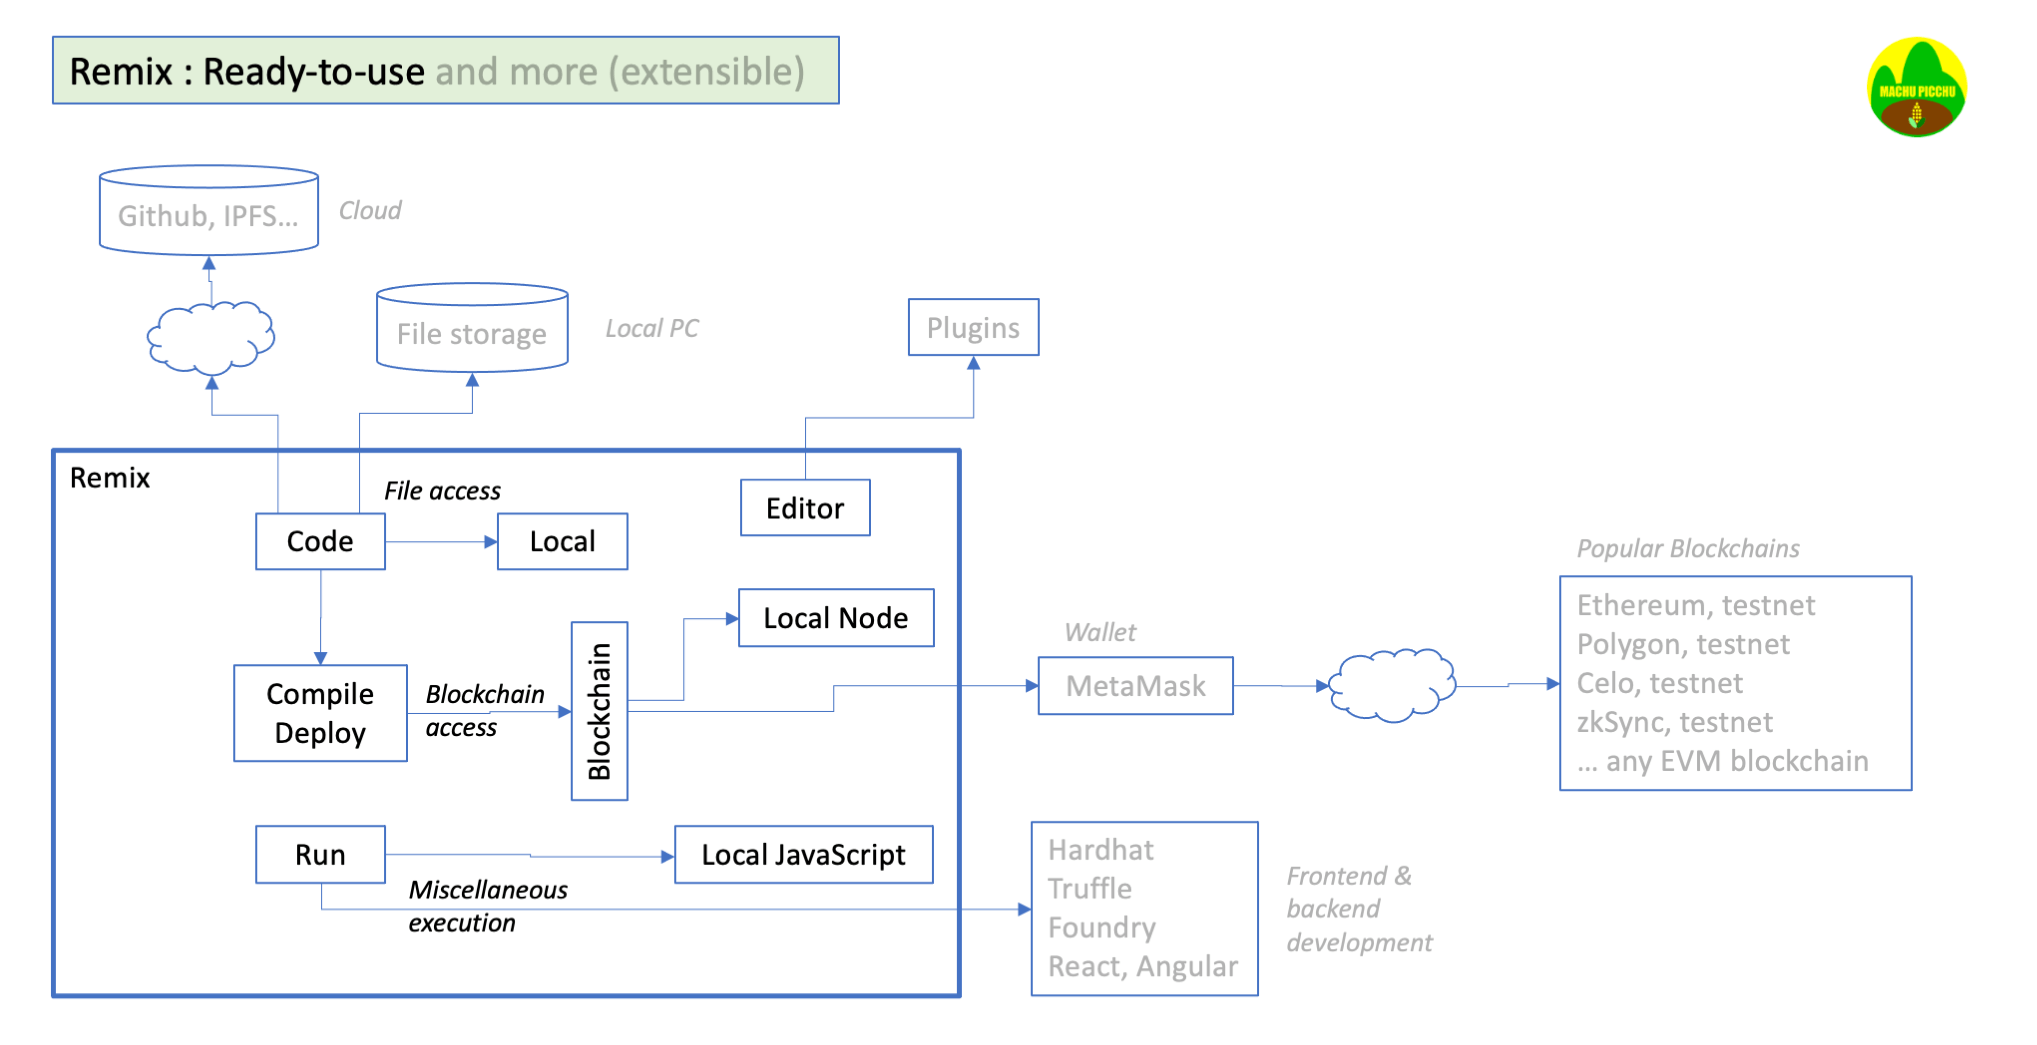 Remix : Ready-to-use and more (extensible)
MACHU PICCHU
Github, IPFS...
Cloud
File storage
Local PC
Plugins
Remix
File access
Code
Local
Editor
Local Node
Compile
Deploy
Blockchain
access
Blockchain
Wallet
MetaMask
Popular Blockchains
Ethereum, testnet
Polygon, testnet
Celo, testnet
zkSync, testnet
... any EVM blockchain
Run
Local JavaScript
Miscellaneous
execution
Hardhat
Truffle
Foundry
React, Angular
Frontend &
backend
development